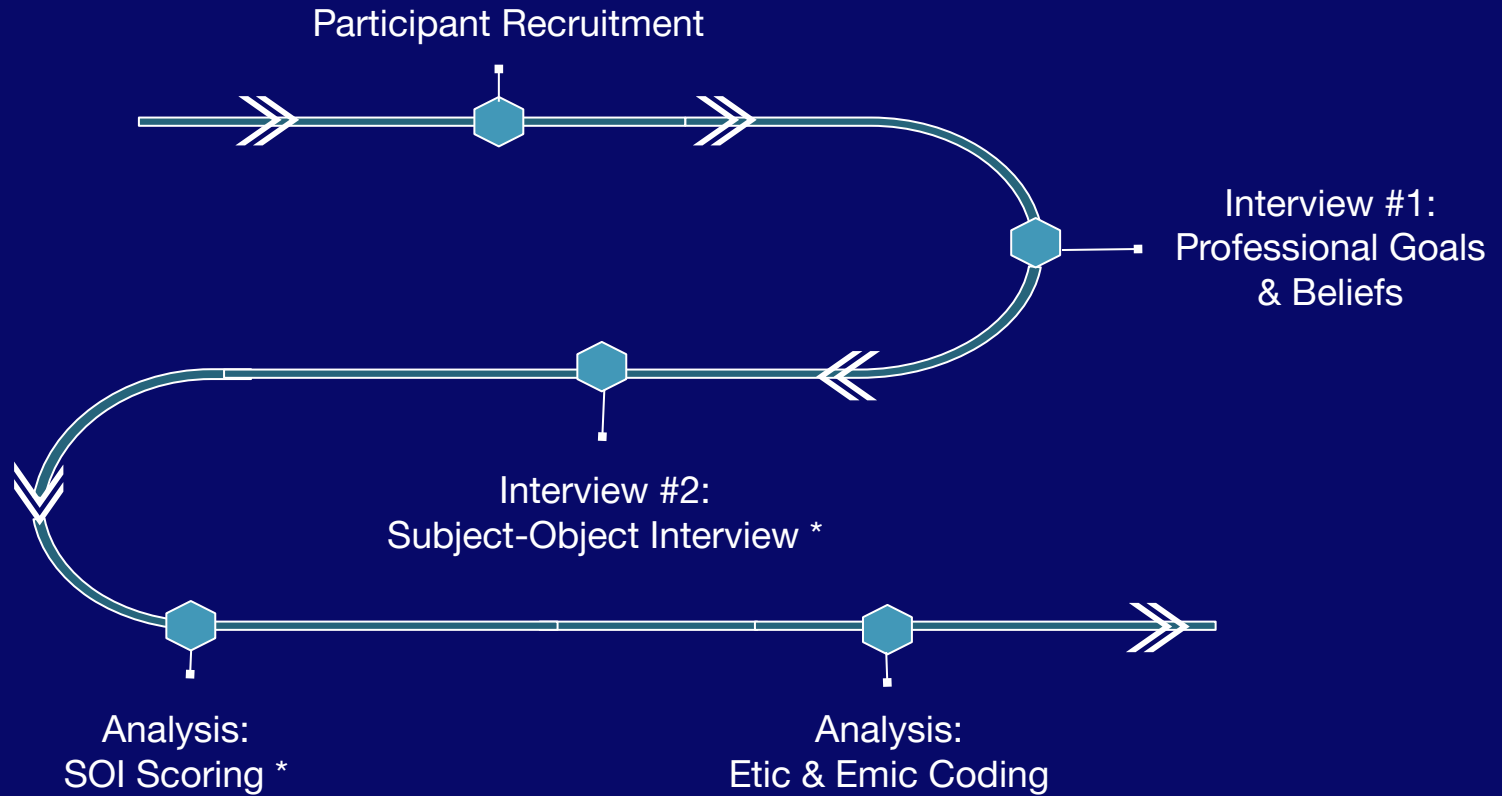 Participant Recruitment
Interview #1:
Professional Goals
& Beliefs
Interview #2:
Subject-Object Interview *
Analysis:
SOI Scoring *
Analysis:
Etic & Emic Coding